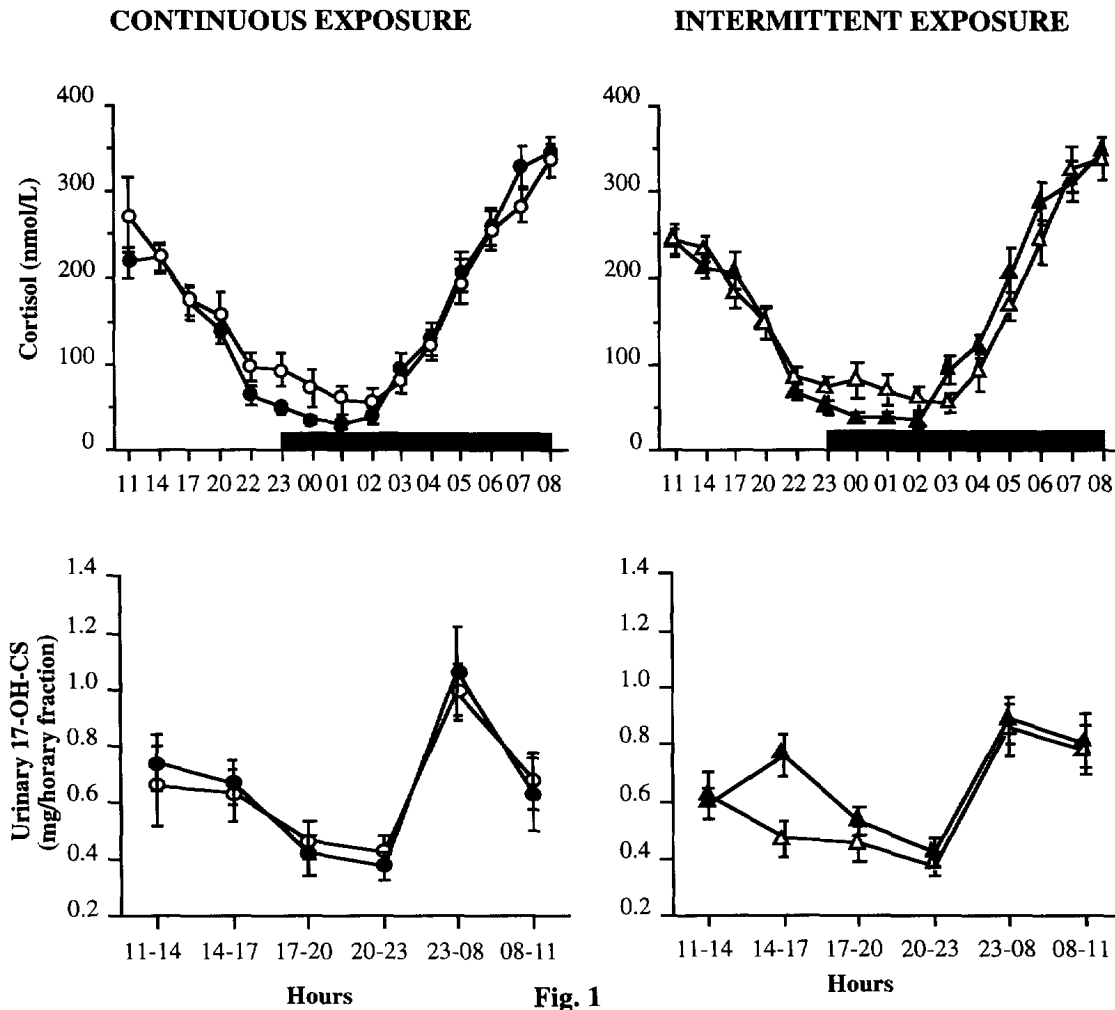 CONTINUOUS EXPOSURE
INTERMITTENT EXPOSURE
400
300
200
100
0
Cortisol (nmol/L)
11 14 17 20 22 23 00 01 02 03 04 05 06 07 08
400
300
200
100
0
11 14 17 20 22 23 00 01 02 03 04 05 06 07 08
1.4
1.2
1.0
0.8
0.6
0.4
0.2
Urinary 17-OH-CS
(mg/horary fraction)
11-14 14-17 17-20 20-23 23-08 08-11
Hours
1.4
1.2
1.0
0.8
0.6
0.4
0.2
11-14 14-17 17-20 20-23 23-08 08-11
Hours
Fig. 1